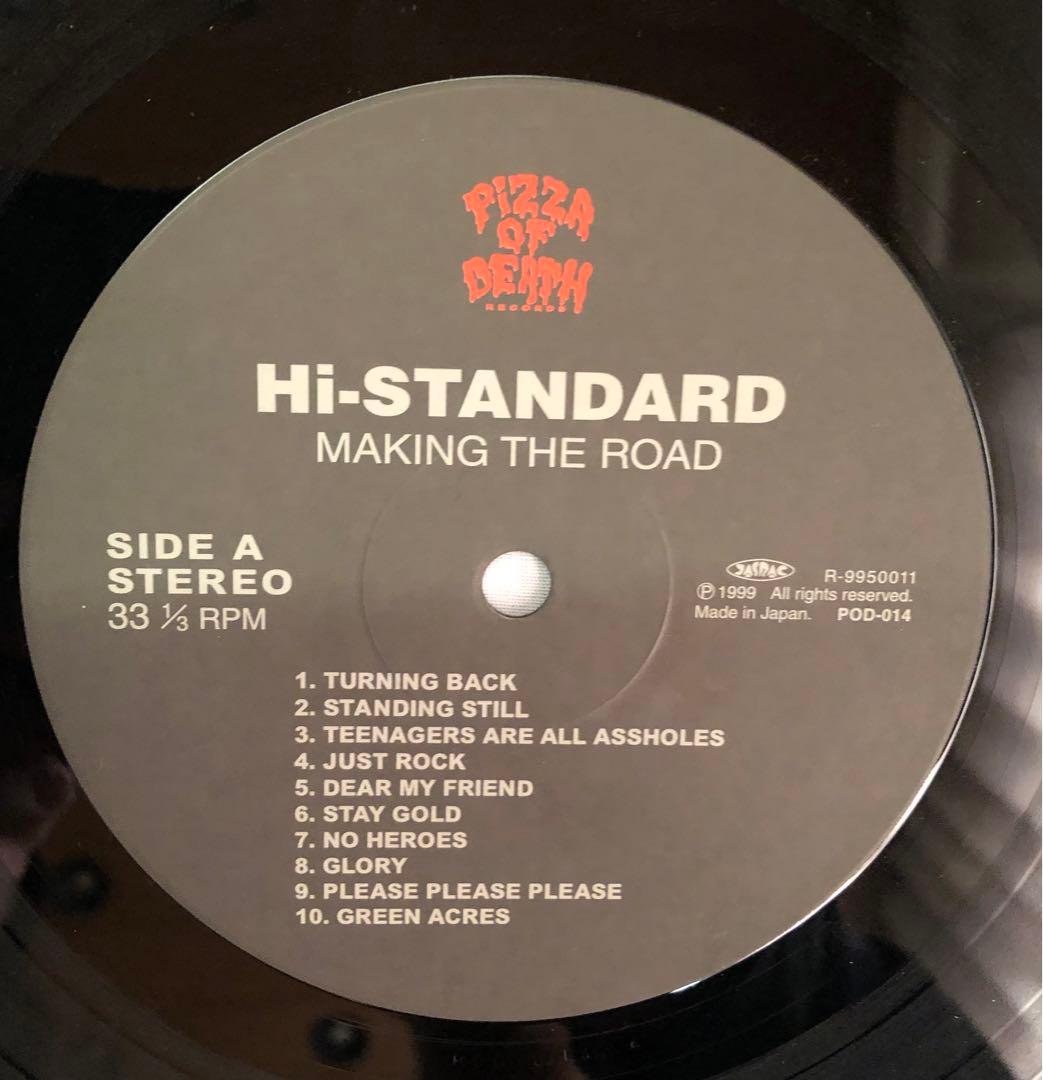 PiZZA
OF
DEATH
RECORDS
Hi-STANDARD
MAKING THE ROAD
SIDE A
STEREO
33 ⅓ RPM
JASRAC R-9950011
Ⓟ1999 All rights reserved.
Made in Japan. POD-014
1. TURNING BACK
2. STANDING STILL
3. TEENAGERS ARE ALL ASSHOLES
4. JUST ROCK
5. DEAR MY FRIEND
6. STAY GOLD
7. NO HEROES
8. GLORY
9. PLEASE PLEASE PLEASE
10. GREEN ACRES